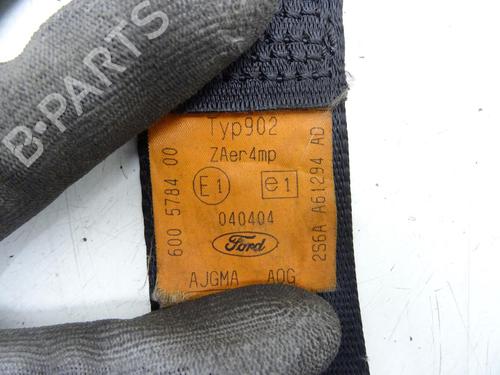 B-PARTS
Typ902
ZAer4mp
E1 e1
040404
Ford
AJGMA AOG
600 5784 00
2S6A A61294 AD